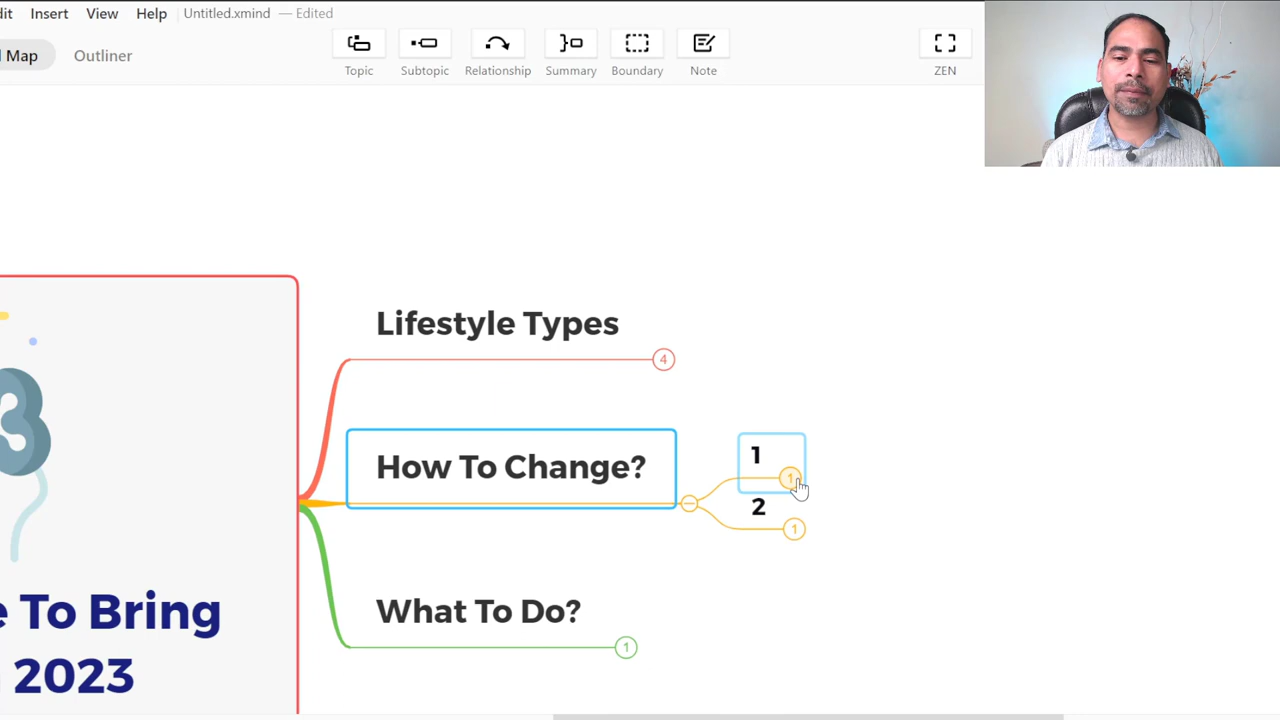 dit Insert View Help Untitled.xmind — Edited
Map Outliner
Topic Subtopic Relationship Summary Boundary Note ZEN
Lifestyle Types 4
How To Change?
1 1
2 1
What To Do? 1
To Bring
2023